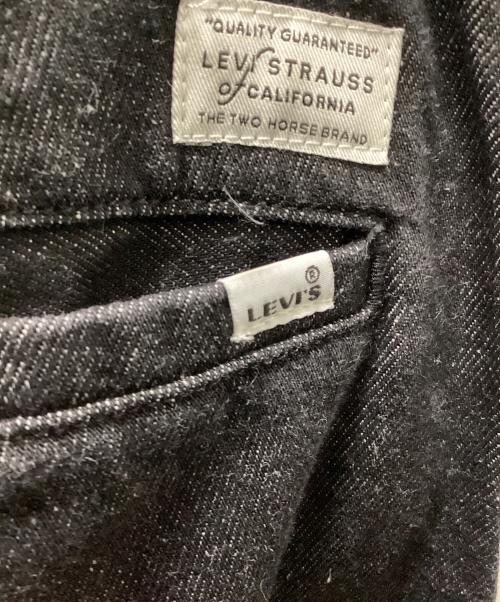 "QUALITY GUARANTEED"
LEVI STRAUSS
OF CALIFORNIA
THE TWO HORSE BRAND
LEVI'S®